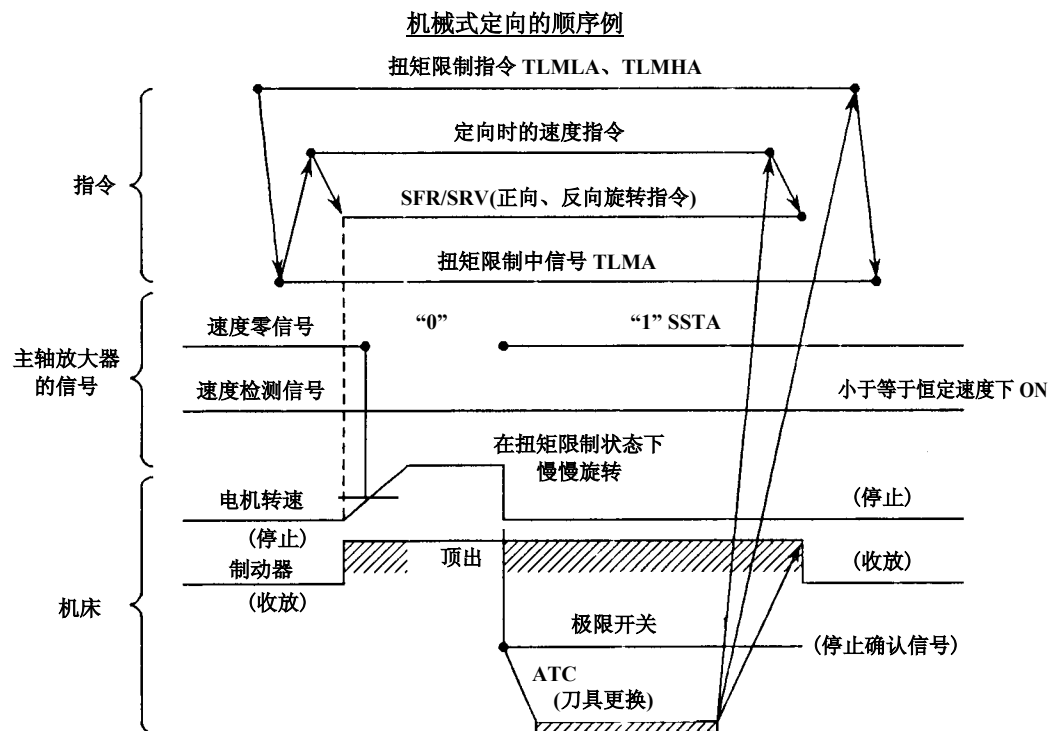 机械式定向的顺序例
扭矩限制指令 TLMLA、TLMHA
定向时的速度指令
指令
SFR/SRV(正向、反向旋转指令)
扭矩限制中信号 TLMA
速度零信号
“0”
“1” SSTA
主轴放大器
的信号
速度检测信号
小于等于恒定速度下 ON
在扭矩限制状态下
慢慢旋转
电机转速
(停止)
(停止)
制动器
顶出
(收放)
(收放)
机床
极限开关
(停止确认信号)
ATC
(刀具更换)